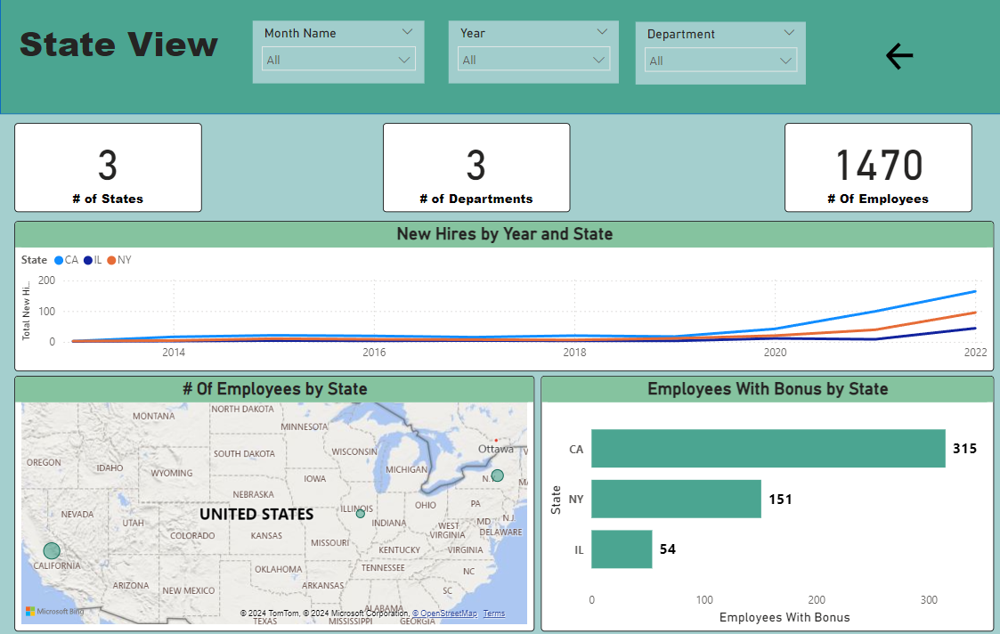 State View
Month Name
All
Year
All
Department
All
3
# of States
3
# of Departments
1470
# Of Employees
New Hires by Year and State
State CA IL NY
Total New Hi...
200
100
0
2014 2016 2018 2020 2022
# Of Employees by State
NORTH DAKOTA
MONTANA
MINNESOTA
Ottawa
WISCONSIN
SOUTH DAKOTA
OREGON
IDAHO
MICHIGAN
WYOMING
IOWA
NEBRASKA
OHIO
PA
ILLINOIS
UNITED STATES
NEVADA
UTAH
INDIANA
MD
N.J.
WEST
VIRGINIA
DELAWARE
COLORADO
KANSAS
MISSOURI
KENTUCKY
VIRGINIA
CALIFORNIA
OKLAHOMA
TENNESSEE
NC
ARIZONA
NEW MEXICO
ARKANSAS
SC
ALABAMA
Microsoft Bing
© 2024 TomTom, © 2024 Microsoft Corporation, © OpenStreetMap Terms
TEXAS
MISSISSIPPI
GEORGIA
Employees With Bonus by State
State
CA 315
NY 151
IL 54
0 100 200 300
Employees With Bonus